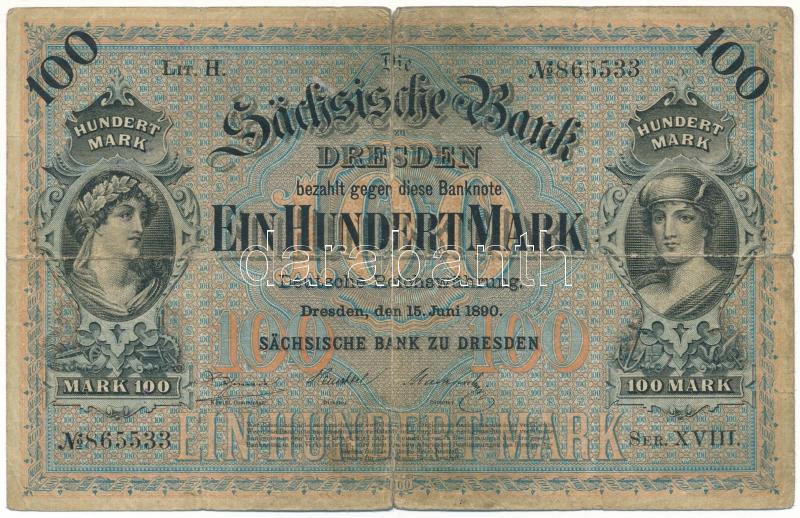 100
100
LIT. H.
Die
№865533
Sächsische Bank
HUNDERT MARK
HUNDERT MARK
zu
DRESDEN
bezahlt gegen diese Banknote
EIN HUNDERT MARK
100
darabanth
Deutsche Reichswährung.
Dresden, den 15. Juni 1890.
100
100
SÄCHSISCHE BANK ZU DRESDEN
MARK 100
100 MARK
№865533
SER. XVIII.
EIN HUNDERT MARK